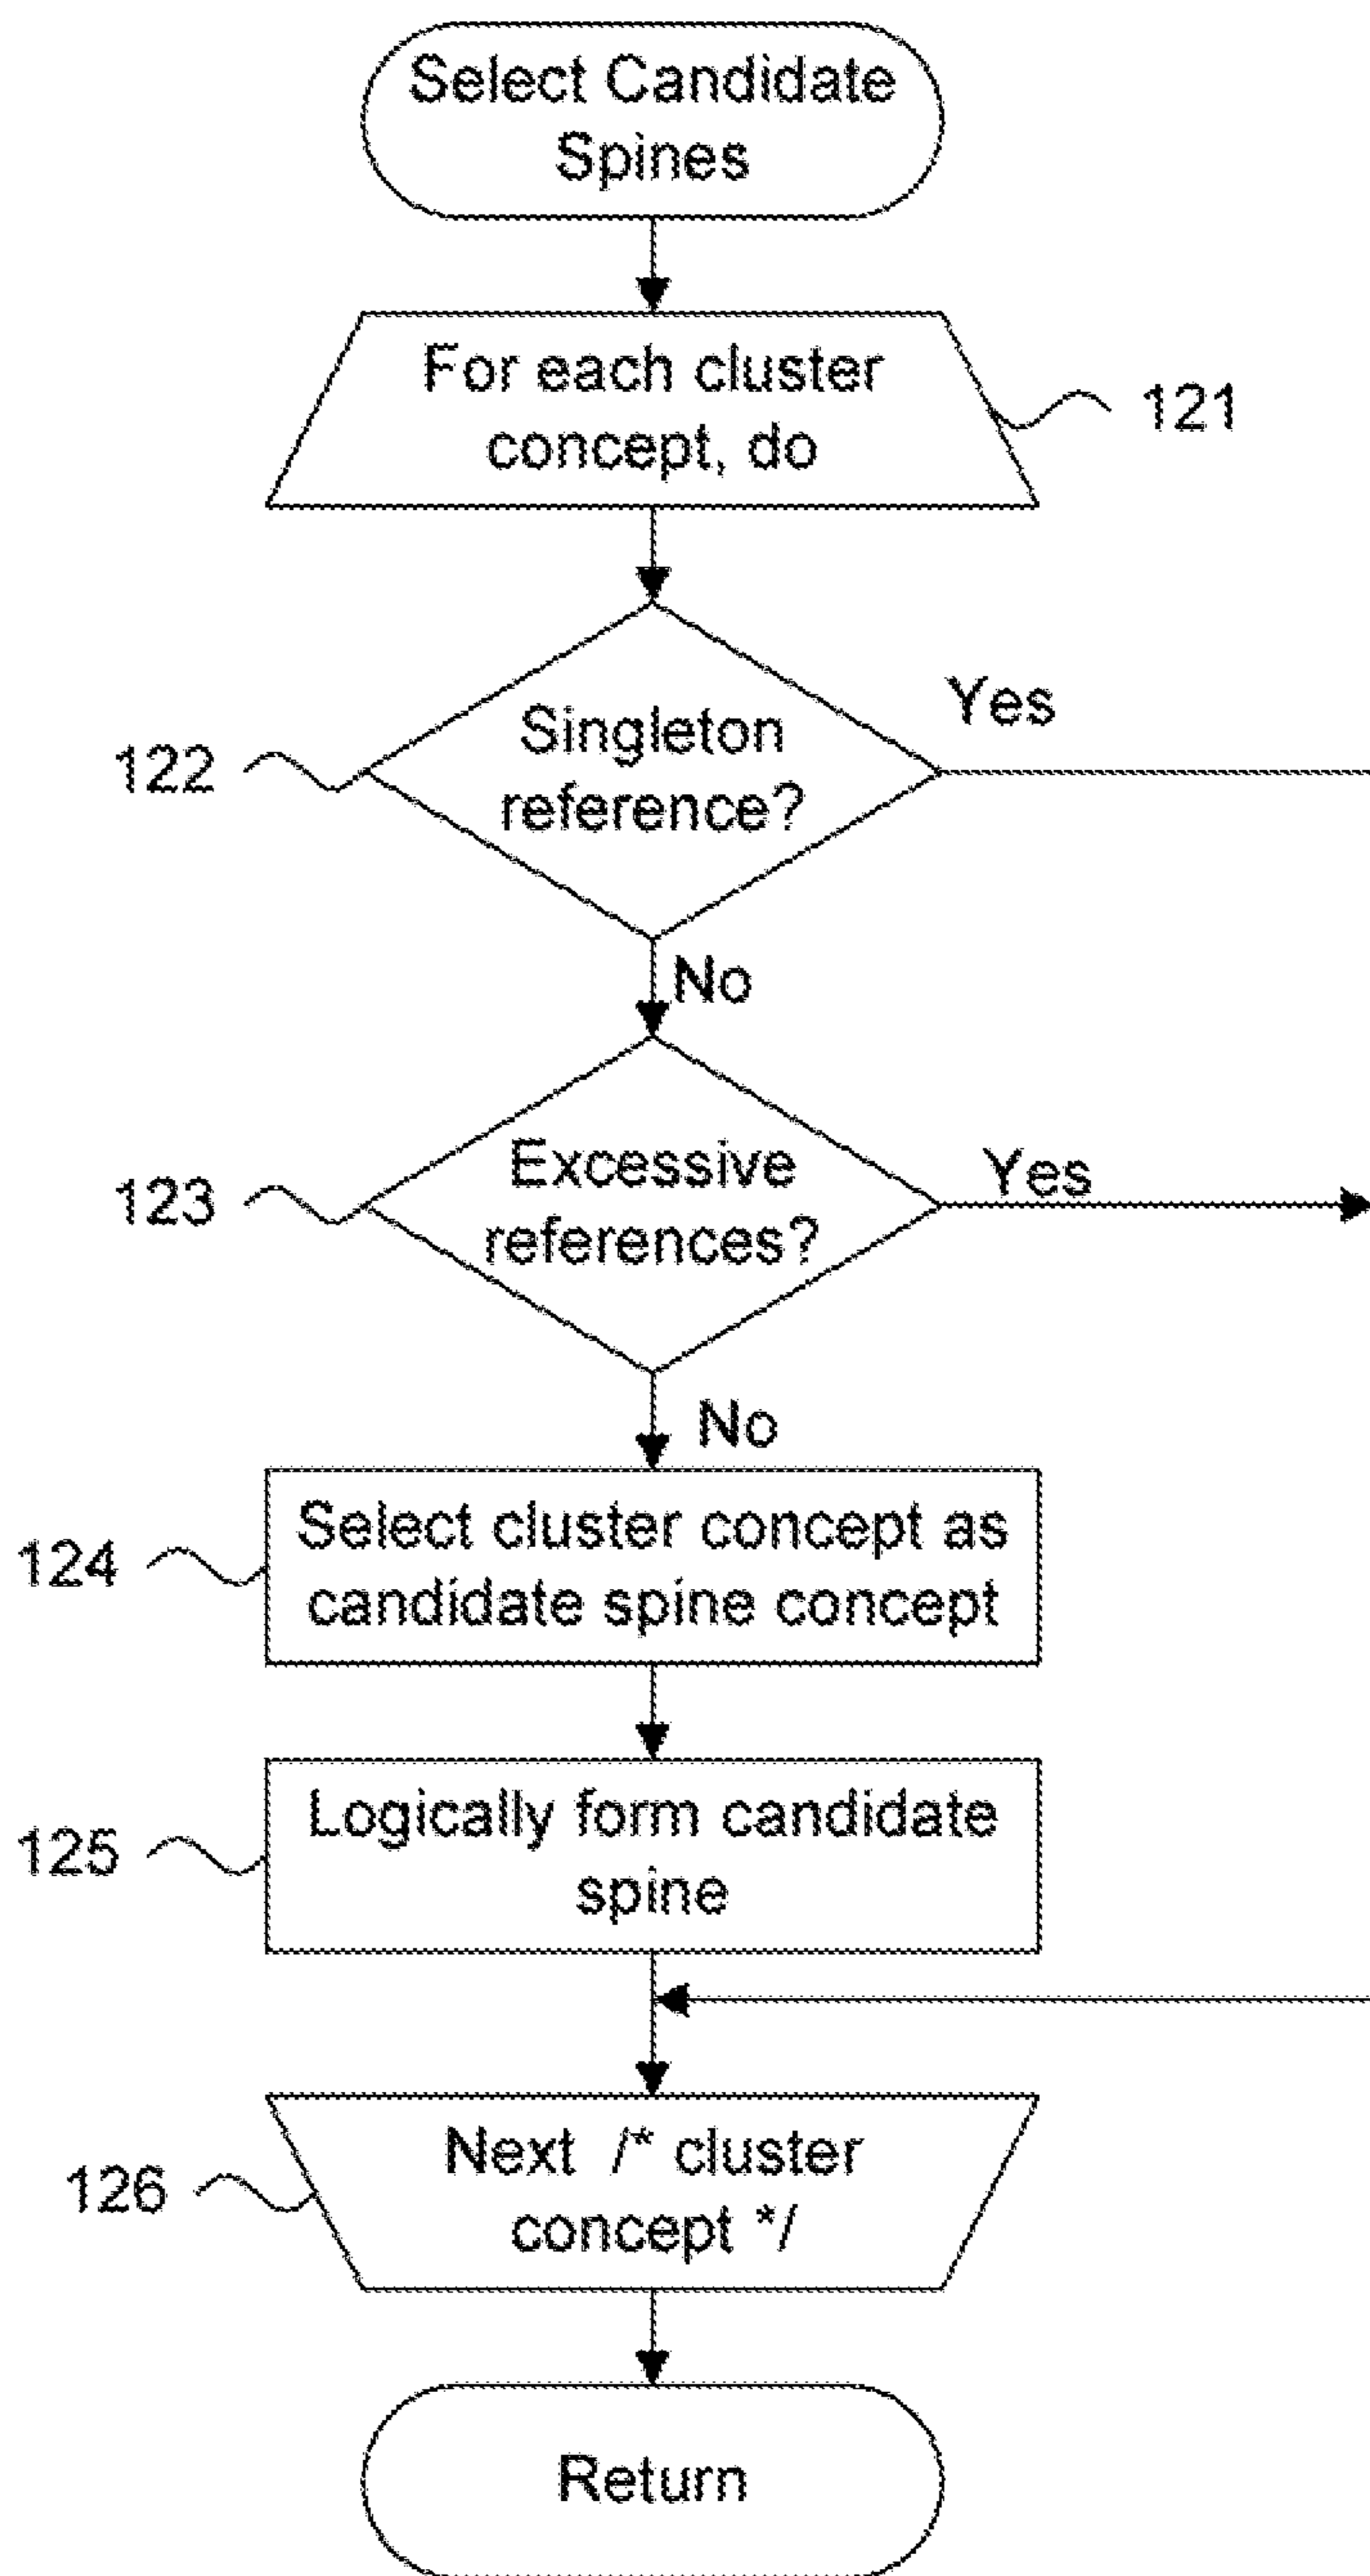 Select Candidate
Spines
For each cluster
concept, do
121
Singleton
reference?
Yes
122
No
Excessive
references?
Yes
123
No
Select cluster concept as
candidate spine concept
124
Logically form candidate
spine
125
Next /* cluster
concept */
126
Return